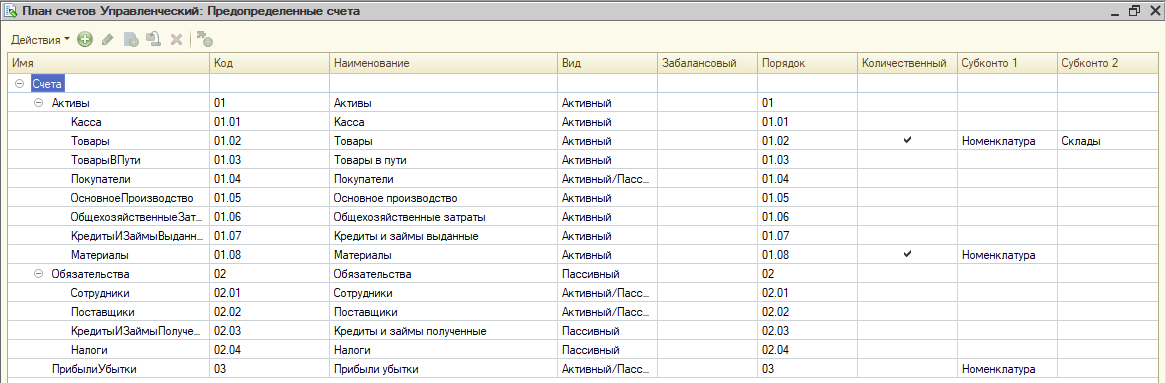 План счетов Управленческий: Предопределенные счета
Действия
Имя Код Наименование Вид Забалансовый Порядок Количественный Субконто 1 Субконто 2
Счета
Активы 01 Активы Активный 01
Касса 01.01 Касса Активный 01.01
Товары 01.02 Товары Активный 01.02 ✓ Номенклатура Склады
ТоварыВПути 01.03 Товары в пути Активный 01.03
Покупатели 01.04 Покупатели Активный/Пасс... 01.04
ОсновноеПроизводство 01.05 Основное производство Активный 01.05
ОбщехозяйственныеЗат... 01.06 Общехозяйственные затраты Активный 01.06
КредитыИЗаймыВыданн... 01.07 Кредиты и займы выданные Активный 01.07
Материалы 01.08 Материалы Активный 01.08 ✓ Номенклатура
Обязательства 02 Обязательства Пассивный 02
Сотрудники 02.01 Сотрудники Активный/Пасс... 02.01
Поставщики 02.02 Поставщики Активный/Пасс... 02.02
КредитыИЗаймыПолуче... 02.03 Кредиты и займы полученные Пассивный 02.03
Налоги 02.04 Налоги Пассивный 02.04
ПрибылиУбытки 03 Прибыли убытки Активный/Пасс... 03 Номенклатура